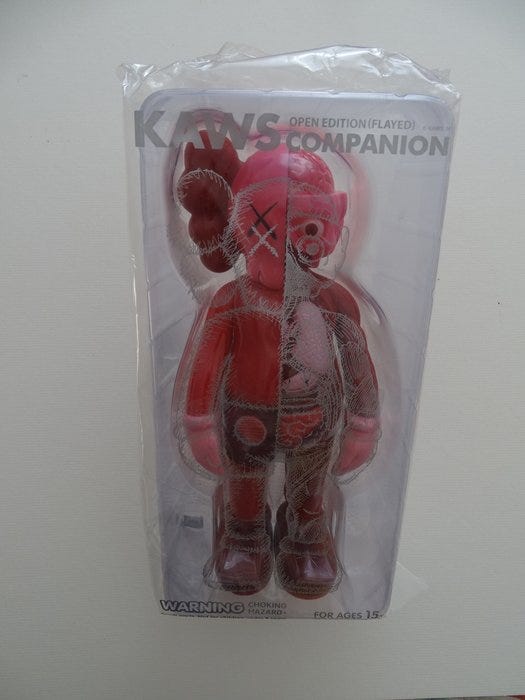 KAWS OPEN EDITION (FLAYED)
COMPANION
WARNING CHOKING HAZARD-
FOR AGES 15+